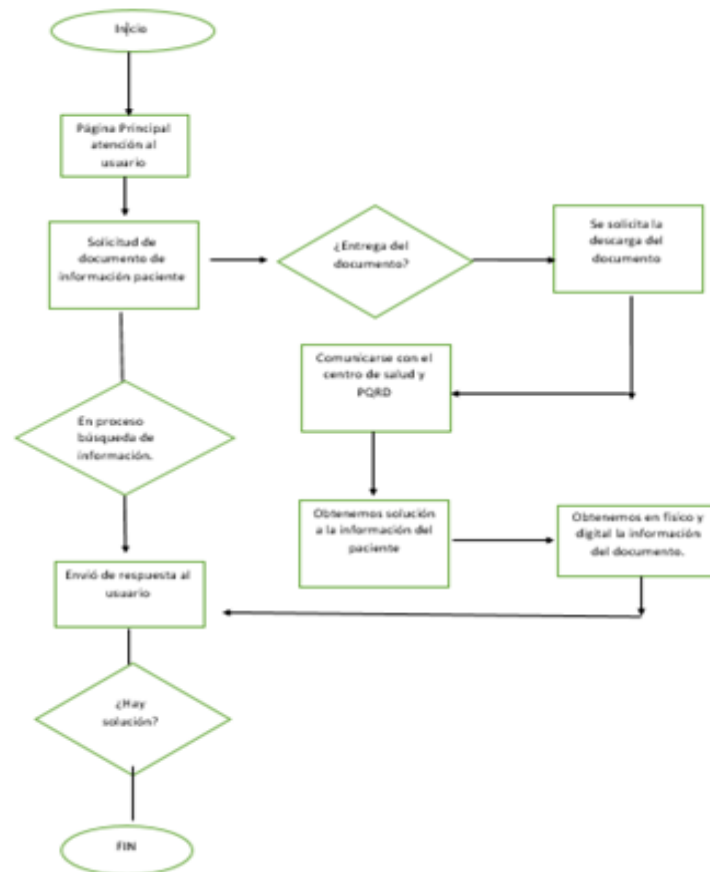 Inicio
Página Principal
atención al
usuario
Solicitud de
documento de
información paciente
¿Entrega del
documento?
Se solicita la
descarga del
documento
Comunicarse con el
centro de salud y
PQRD
En proceso
búsqueda de
información.
Obtenemos solución
a la información del
paciente
Obtenemos en físico y
digital la información
del documento.
Envió de respuesta al
usuario
¿Hay
solución?
FIN